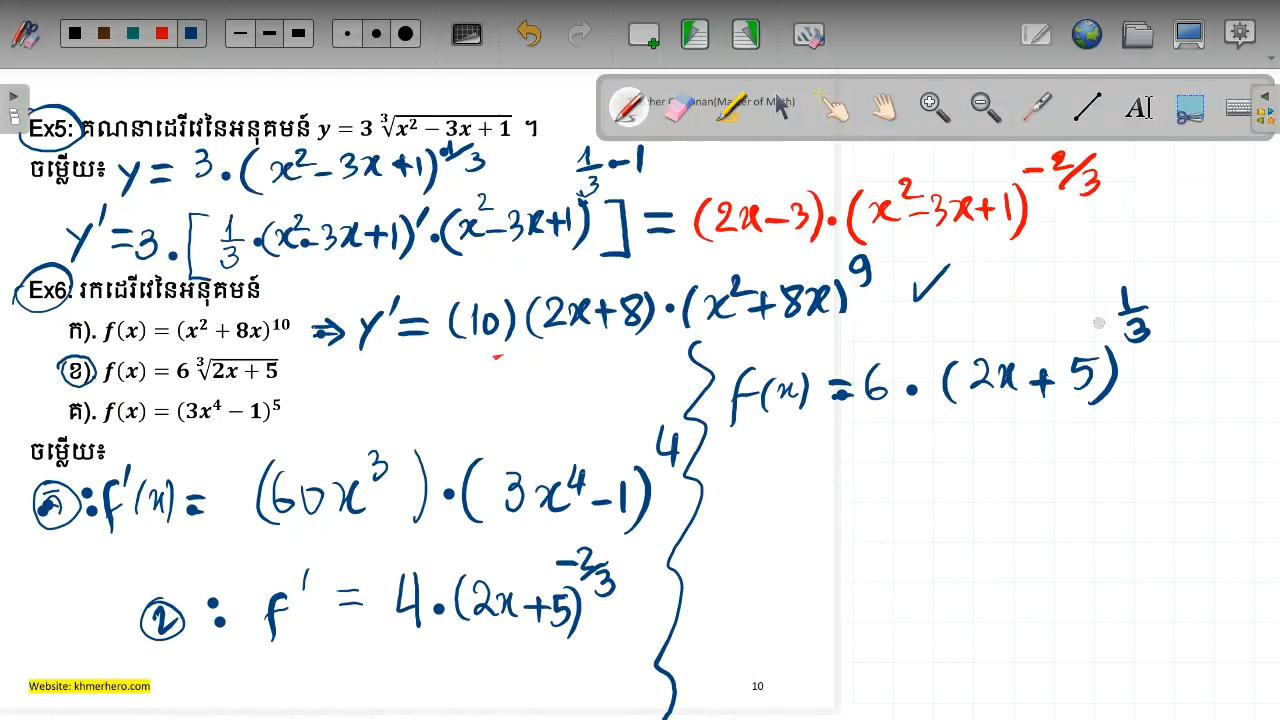 ther C nan(Master of Math)
Ex5: គណនាដេរីវេនៃអនុគមន៍ y = 3 ∛(x² − 3x + 1) ។
ចម្លើយ៖ y = 3·(x² − 3x + 1)^1/3 1/3 − 1
y' = 3·[1/3·(x² − 3x + 1)'·(x² − 3x + 1)] = (2x − 3)·(x² − 3x + 1)^−2/3
Ex6: រកដេរីវេនៃអនុគមន៍
ក). f(x) = (x² + 8x)¹⁰ ⇒ y' = (10)(2x + 8)·(x² + 8x)⁹ ✓
ខ). f(x) = 6 ∛(2x + 5)
គ). f(x) = (3x⁴ − 1)⁵
f(x) = 6·(2x + 5)^1/3
ចម្លើយ៖
គ: f'(x) = (60x³)·(3x⁴ − 1)⁴
2: f' = 4·(2x + 5)^−2/3
Website: khmerhero.com
10